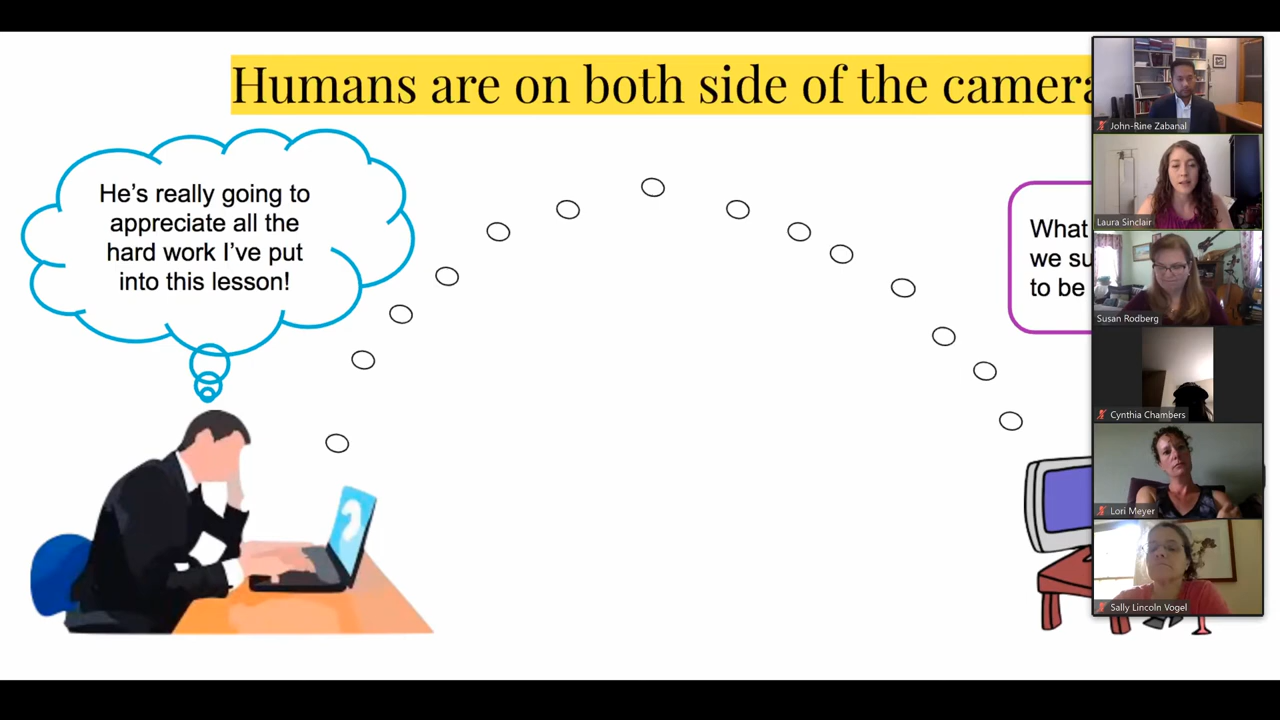 Humans are on both side of the camera
He's really going to
appreciate all the
hard work I've put
into this lesson!
What
we su
to be
John-Rine Zabanal
Laura Sinclair
Susan Rodberg
Cynthia Chambers
Lori Meyer
Sally Lincoln Vogel